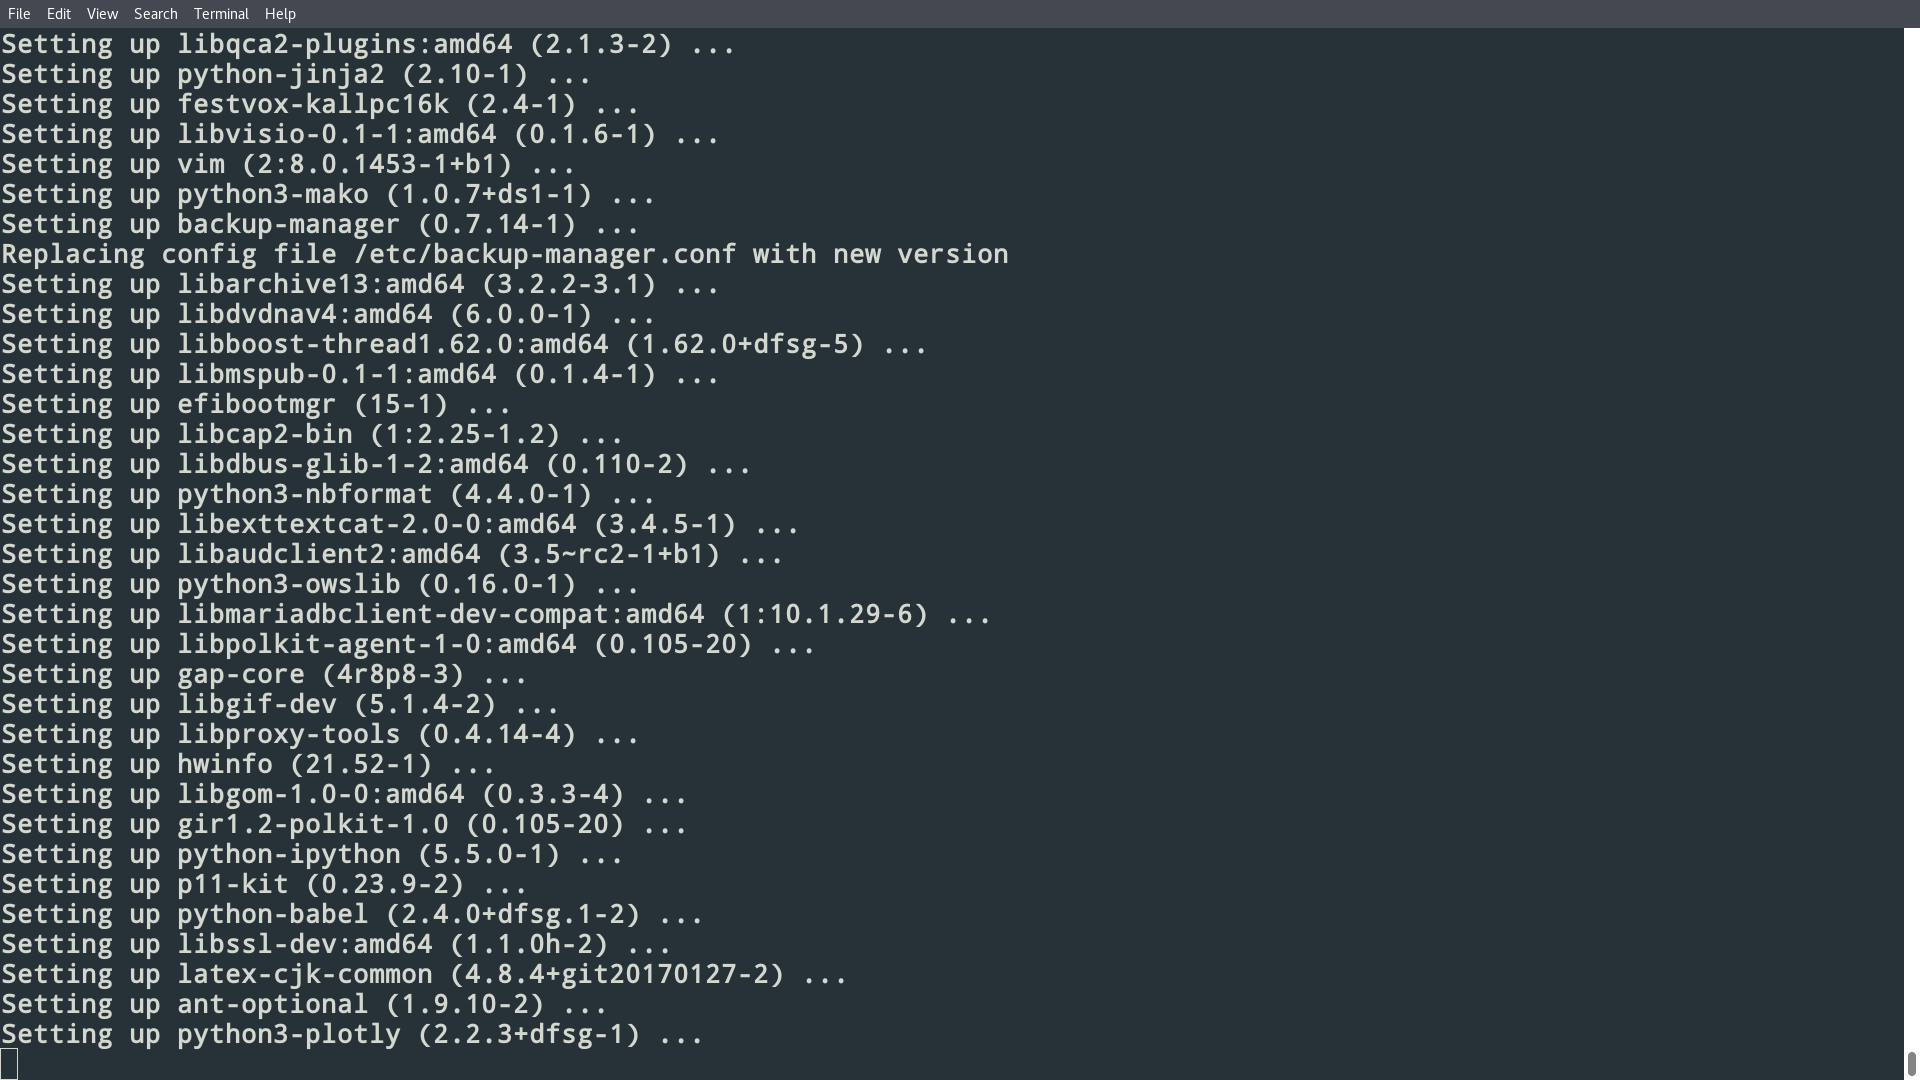 File Edit View Search Terminal Help
Setting up libqca2-plugins:amd64 (2.1.3-2) ...
Setting up python-jinja2 (2.10-1) ...
Setting up festvox-kallpc16k (2.4-1) ...
Setting up libvisio-0.1-1:amd64 (0.1.6-1) ...
Setting up vim (2:8.0.1453-1+b1) ...
Setting up python3-mako (1.0.7+ds1-1) ...
Setting up backup-manager (0.7.14-1) ...
Replacing config file /etc/backup-manager.conf with new version
Setting up libarchive13:amd64 (3.2.2-3.1) ...
Setting up libdvdnav4:amd64 (6.0.0-1) ...
Setting up libboost-thread1.62.0:amd64 (1.62.0+dfsg-5) ...
Setting up libmspub-0.1-1:amd64 (0.1.4-1) ...
Setting up efibootmgr (15-1) ...
Setting up libcap2-bin (1:2.25-1.2) ...
Setting up libdbus-glib-1-2:amd64 (0.110-2) ...
Setting up python3-nbformat (4.4.0-1) ...
Setting up libexttextcat-2.0-0:amd64 (3.4.5-1) ...
Setting up libaudclient2:amd64 (3.5~rc2-1+b1) ...
Setting up python3-owslib (0.16.0-1) ...
Setting up libmariadbclient-dev-compat:amd64 (1:10.1.29-6) ...
Setting up libpolkit-agent-1-0:amd64 (0.105-20) ...
Setting up gap-core (4r8p8-3) ...
Setting up libgif-dev (5.1.4-2) ...
Setting up libproxy-tools (0.4.14-4) ...
Setting up hwinfo (21.52-1) ...
Setting up libgom-1.0-0:amd64 (0.3.3-4) ...
Setting up gir1.2-polkit-1.0 (0.105-20) ...
Setting up python-ipython (5.5.0-1) ...
Setting up p11-kit (0.23.9-2) ...
Setting up python-babel (2.4.0+dfsg.1-2) ...
Setting up libssl-dev:amd64 (1.1.0h-2) ...
Setting up latex-cjk-common (4.8.4+git20170127-2) ...
Setting up ant-optional (1.9.10-2) ...
Setting up python3-plotly (2.2.3+dfsg-1) ...